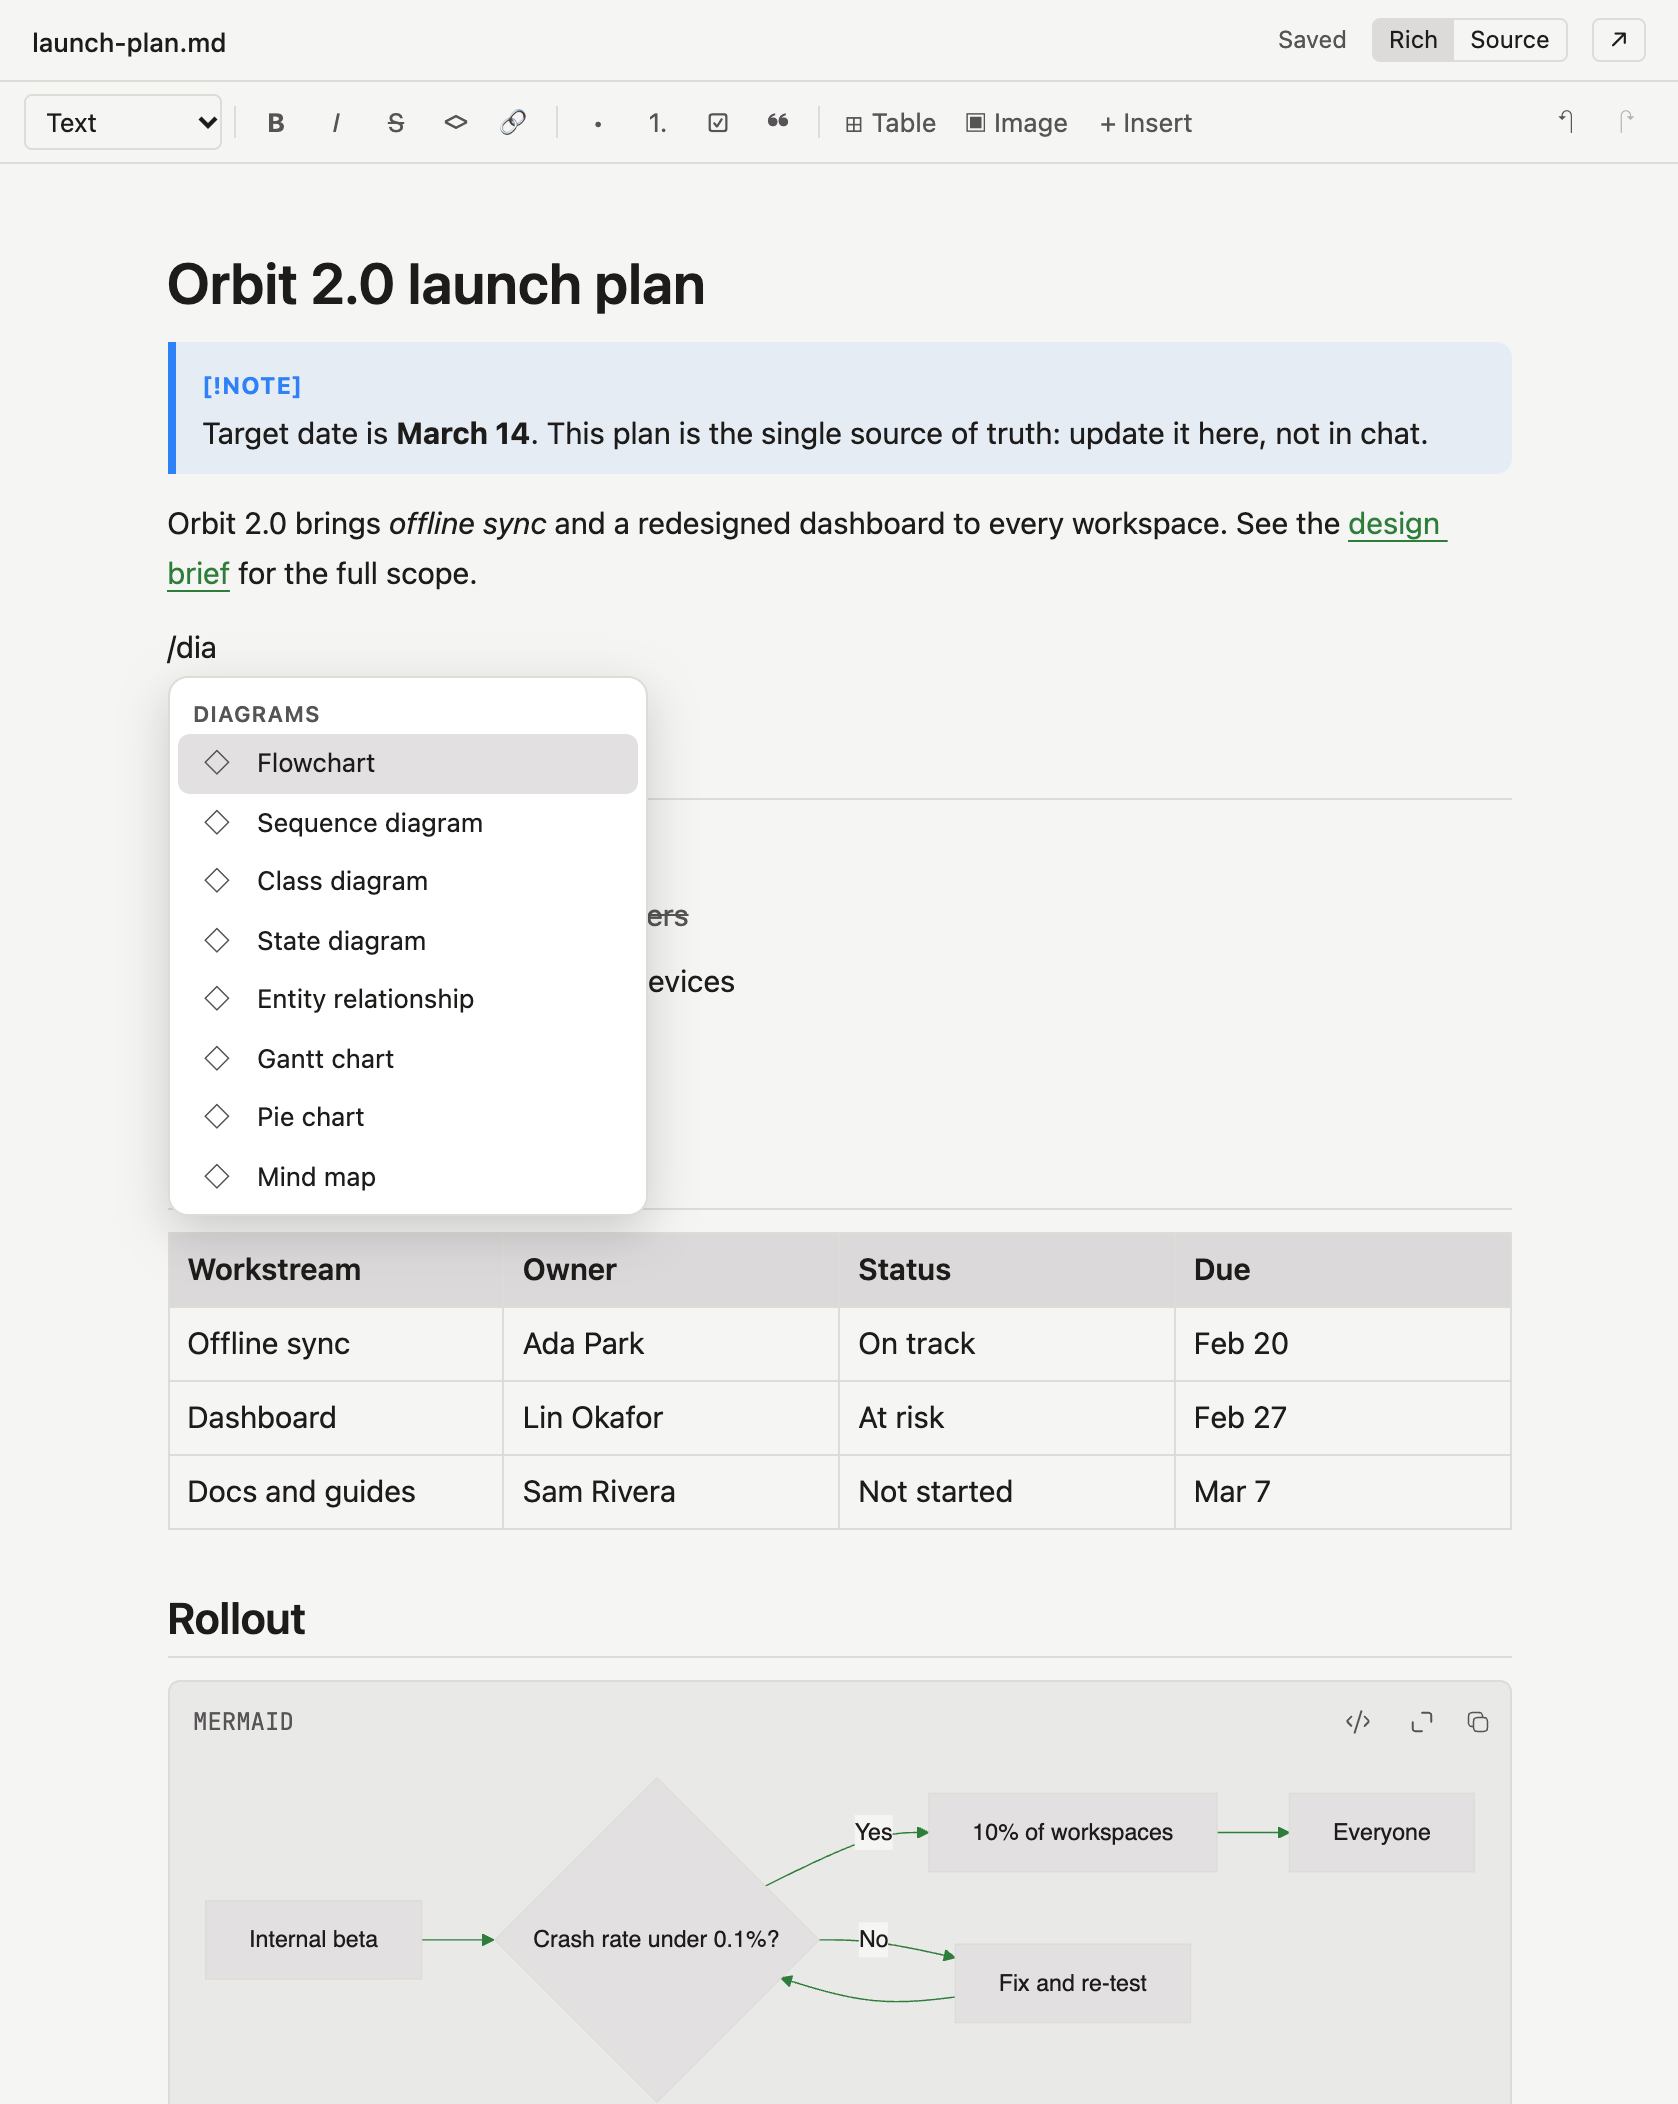 launch-plan.md
Saved
Rich
Source
Text
B
I
S
1.
Table
Image
+ Insert
Orbit 2.0 launch plan
[!NOTE]
Target date is March 14. This plan is the single source of truth: update it here, not in chat.
Orbit 2.0 brings offline sync and a redesigned dashboard to every workspace. See the design
brief for the full scope.
/dia
DIAGRAMS
Flowchart
Sequence diagram
Class diagram
State diagram
Entity relationship
Gantt chart
Pie chart
Mind map
ers
evices
Workstream Owner Status Due
Offline sync Ada Park On track Feb 20
Dashboard Lin Okafor At risk Feb 27
Docs and guides Sam Rivera Not started Mar 7
Rollout
MERMAID
Internal beta
Crash rate under 0.1%?
Yes
10% of workspaces
Everyone
No
Fix and re-test